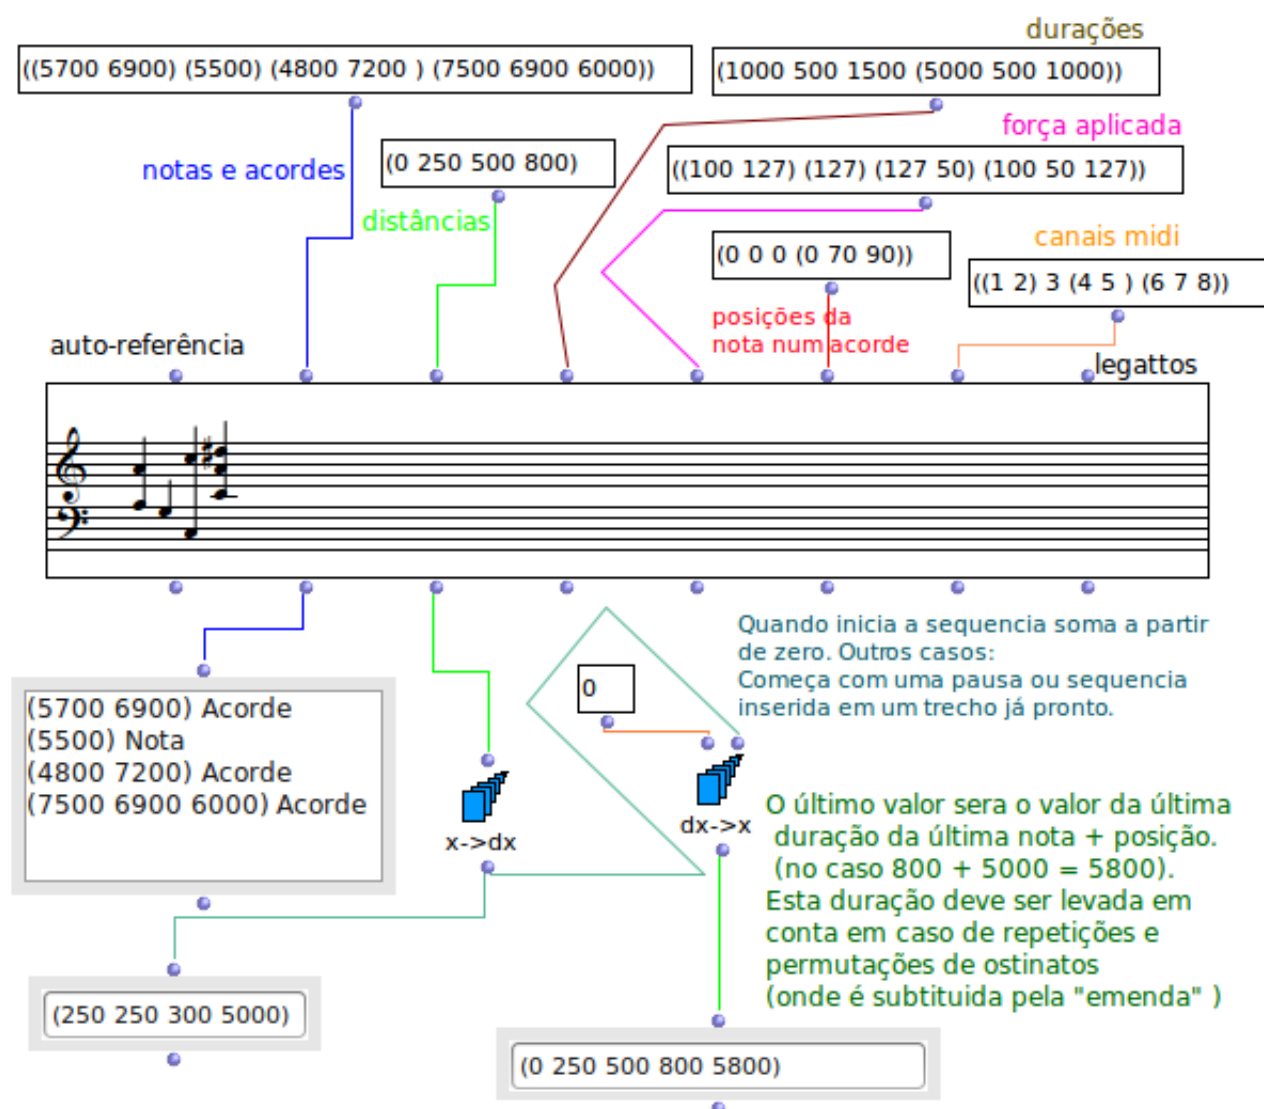 durações
((5700 6900) (5500) (4800 7200 ) (7500 6900 6000))
(1000 500 1500 (5000 500 1000))
força aplicada
notas e acordes
(0 250 500 800)
((100 127) (127) (127 50) (100 50 127))
distâncias
(0 0 0 (0 70 90))
canais midi
((1 2) 3 (4 5 ) (6 7 8))
posições da
nota num acorde
auto-referência
legattos
Quando inicia a sequencia soma a partir
de zero. Outros casos:
Começa com uma pausa ou sequencia
inserida em um trecho já pronto.
0
(5700 6900) Acorde
(5500) Nota
(4800 7200) Acorde
(7500 6900 6000) Acorde
x->dx
dx->x
O último valor sera o valor da última
duração da última nota + posição.
(no caso 800 + 5000 = 5800).
Esta duração deve ser levada em
conta em caso de repetições e
permutações de ostinatos
(onde é subtituida pela "emenda" )
(250 250 300 5000)
(0 250 500 800 5800)